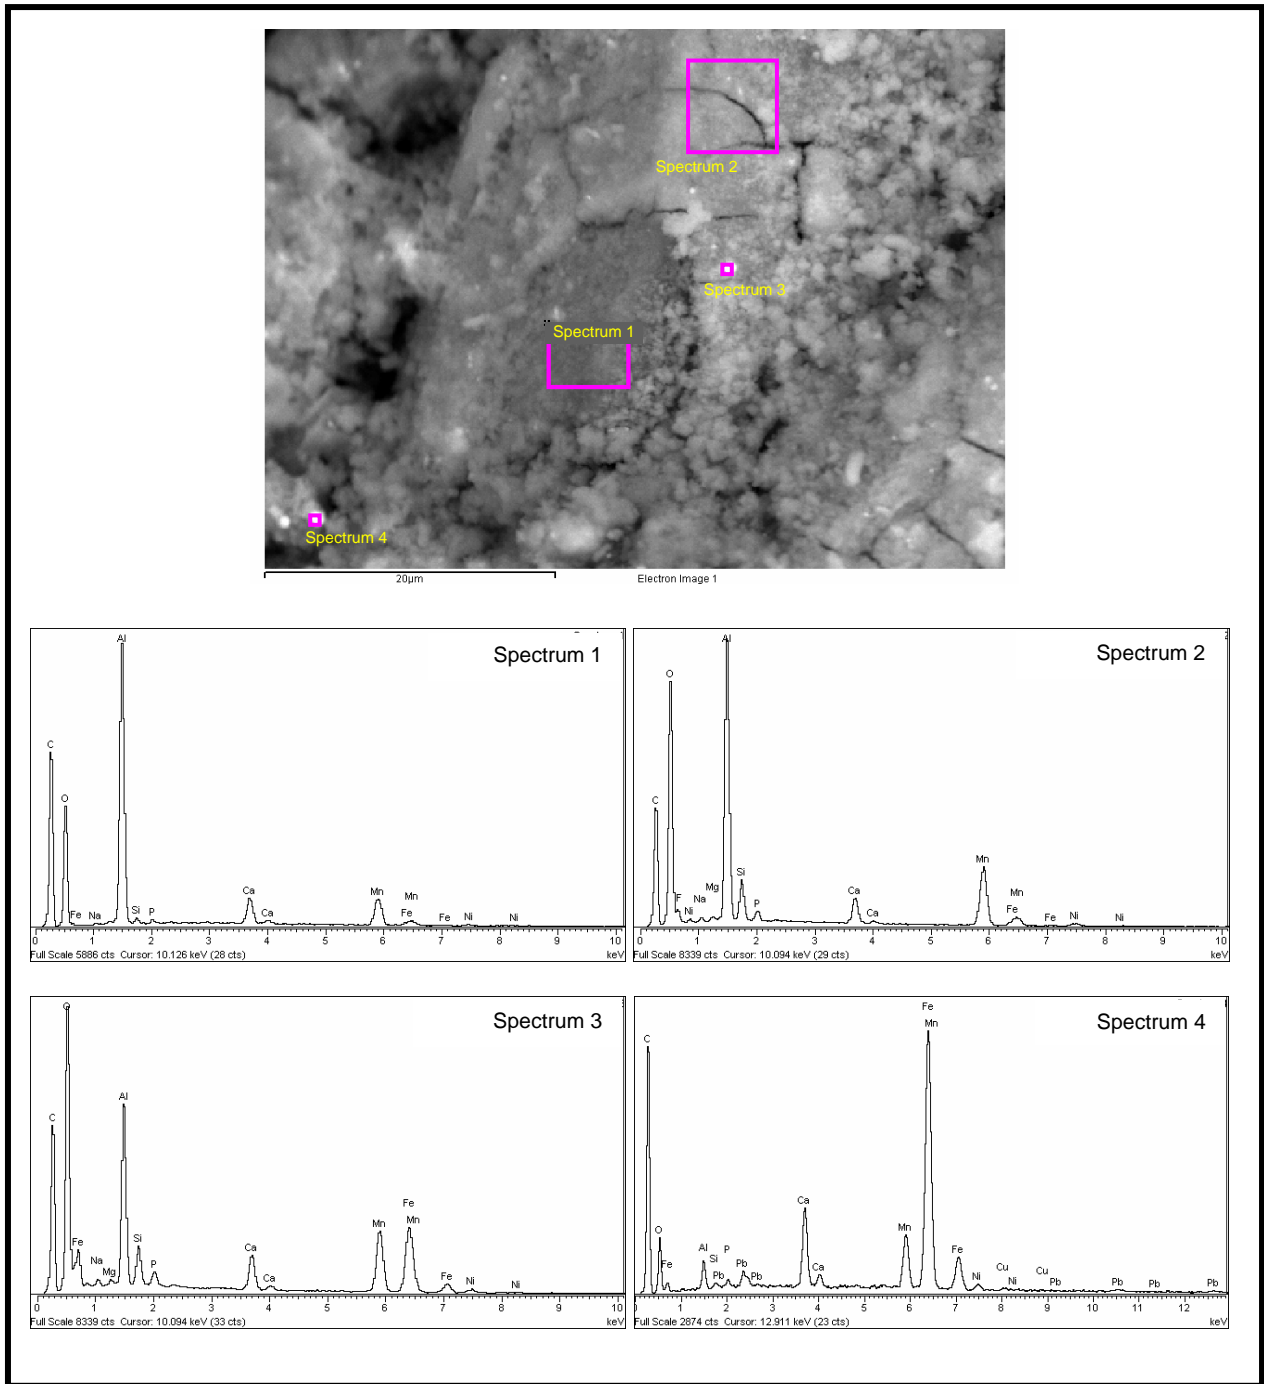 Spectrum 2
Spectrum 3
Spectrum 1
Spectrum 4
20µm
Electron Image 1
Spectrum 1
Al
C
O
Fe
Na
Si
P
Ca
Ca
Mn
Mn
Fe
Fe
Ni
Ni
0 1 2 3 4 5 6 7 8 9 10
Full Scale 5886 cts Cursor: 10.126 keV (28 cts)
keV
Spectrum 2
Al
O
C
F
Ni
Na
Mg
Si
P
Ca
Ca
Mn
Mn
Fe
Fe
Ni
Ni
0 1 2 3 4 5 6 7 8 9 10
Full Scale 8339 cts Cursor: 10.094 keV (29 cts)
keV
Spectrum 3
O
C
Al
Fe
Na
Mg
Si
P
Ca
Ca
Mn
Fe
Mn
Fe
Ni
Ni
0 1 2 3 4 5 6 7 8 9 10
Full Scale 8339 cts Cursor: 10.094 keV (33 cts)
keV
Spectrum 4
Fe
Mn
C
O
Fe
Al
Si
Pb
P
Pb
Pb
Ca
Ca
Mn
Fe
Ni
Cu
Ni
Cu
Pb
Pb
Pb
Pb
0 1 2 3 4 5 6 7 8 9 10 11 12
Full Scale 2874 cts Cursor: 12.911 keV (23 cts)
keV